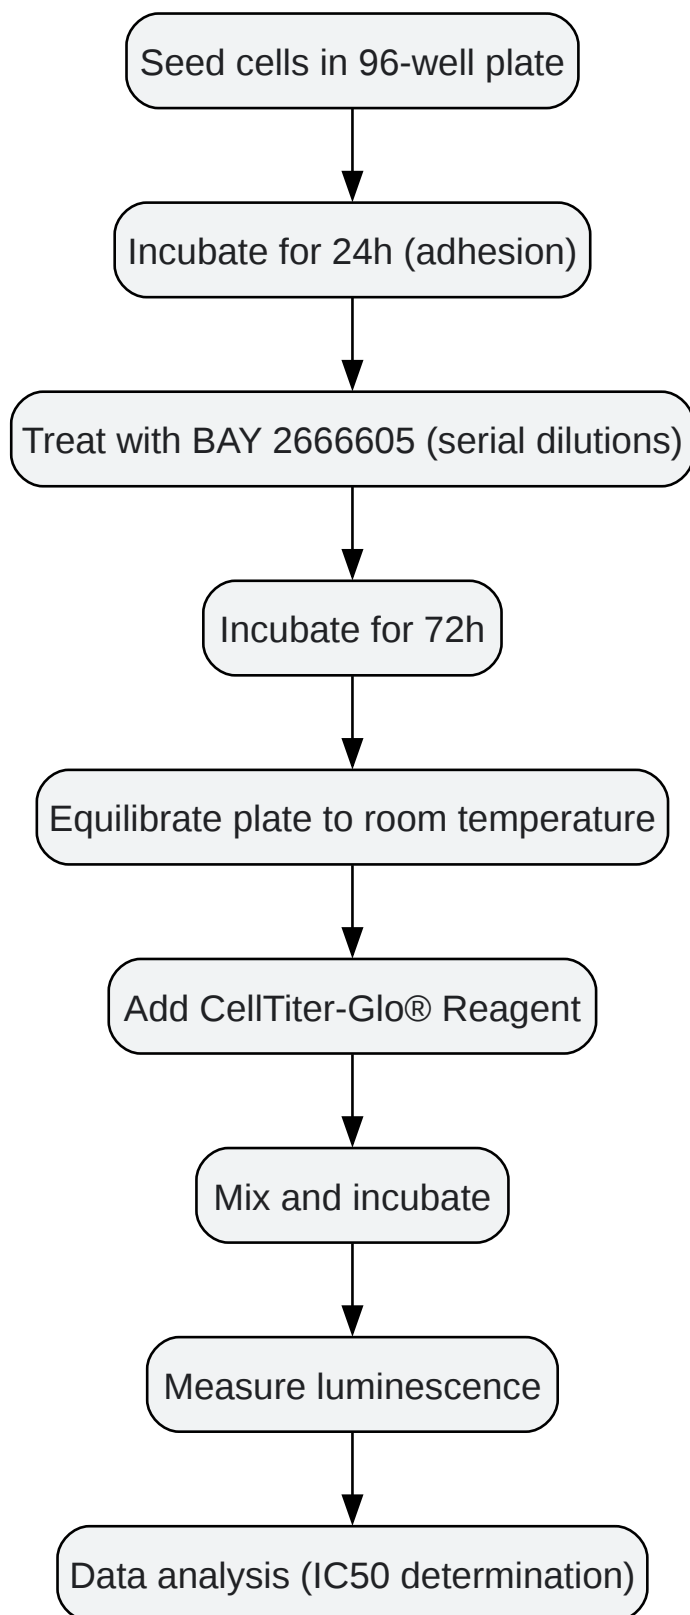 Seed cells in 96-well plate
Incubate for 24h (adhesion)
Treat with BAY 2666605 (serial dilutions)
Incubate for 72h
Equilibrate plate to room temperature
Add CellTiter-Glo® Reagent
Mix and incubate
Measure luminescence
Data analysis (IC50 determination)